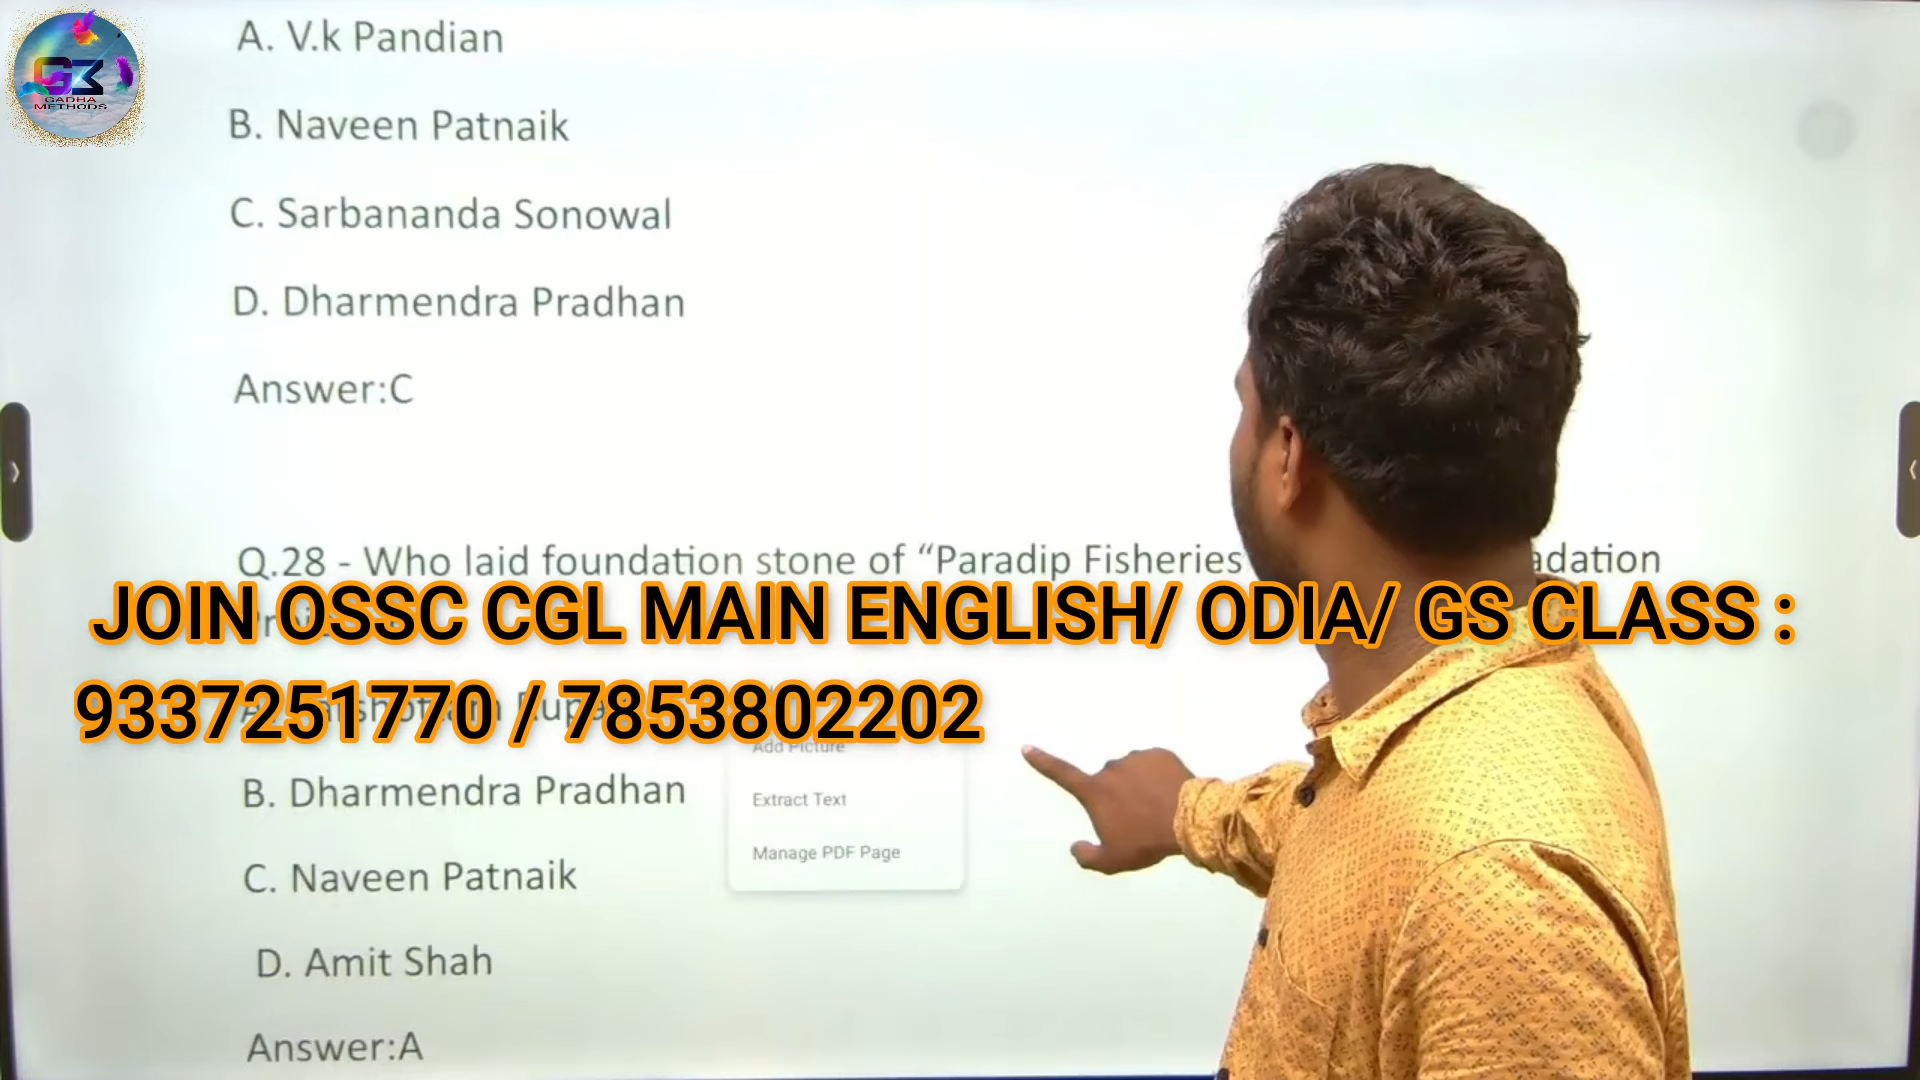 GADHA
METHODS
A. V.k Pandian
B. Naveen Patnaik
C. Sarbananda Sonowal
D. Dharmendra Pradhan
Answer:C
Q.28 - Who laid foundation stone of “Paradip Fisheries adation
JOIN OSSC CGL MAIN ENGLISH/ ODIA/ GS CLASS :
9337251770 / 7853802202
Add Picture
B. Dharmendra Pradhan
Extract Text
Manage PDF Page
C. Naveen Patnaik
D. Amit Shah
Answer:A